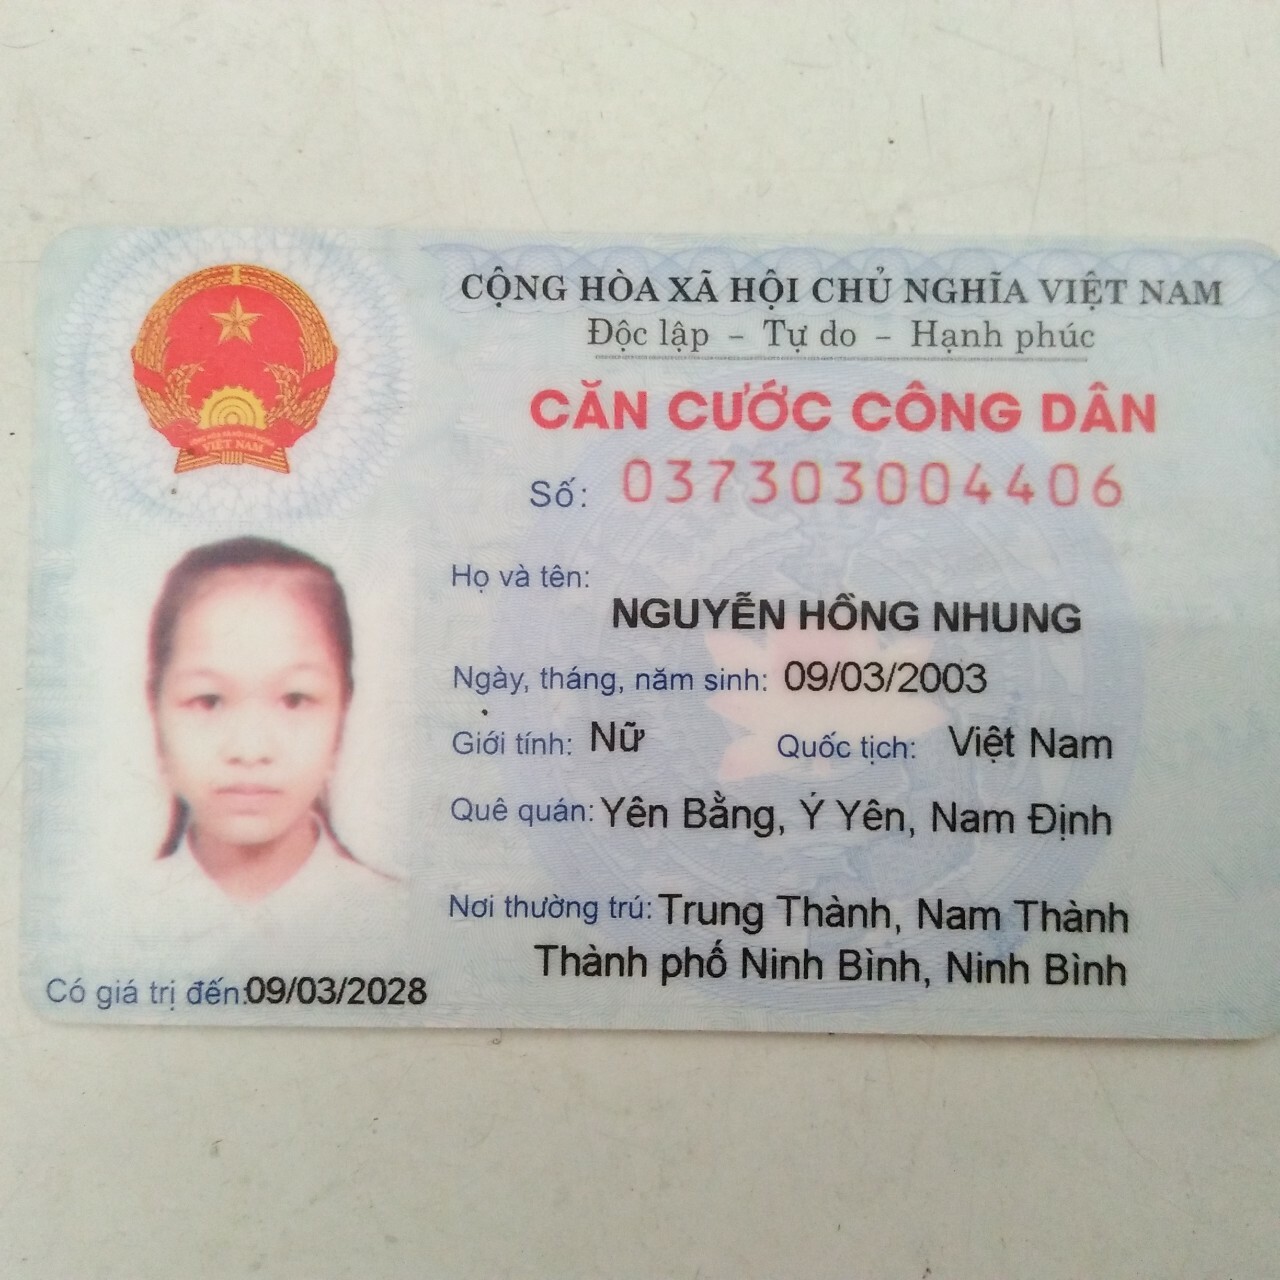 CỘNG HÒA XÃ HỘI CHỦ NGHĨA VIỆT NAM
Độc lập - Tự do - Hạnh phúc
CĂN CƯỚC CÔNG DÂN
Số: 037303004406
Họ và tên:
NGUYỄN HỒNG NHUNG
Ngày, tháng, năm sinh: 09/03/2003
Giới tính: Nữ Quốc tịch: Việt Nam
Quê quán: Yên Bằng, Ý Yên, Nam Định
Nơi thường trú: Trung Thành, Nam Thành
Thành phố Ninh Bình, Ninh Bình
Có giá trị đến: 09/03/2028
VIỆT NAM